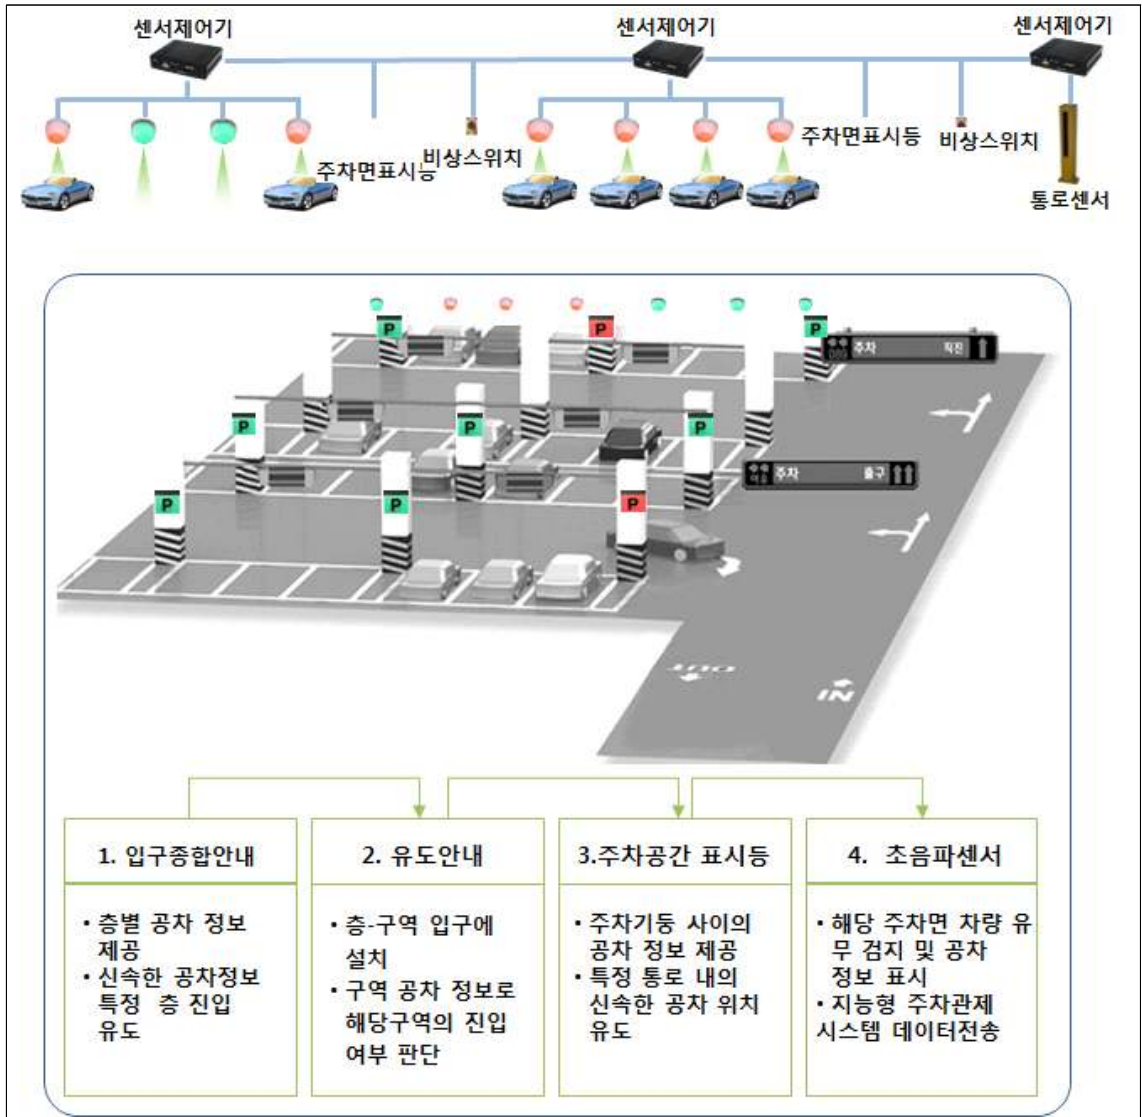 센서제어기
센서제어기
센서제어기
주차면표시등
비상스위치
주차면표시등
비상스위치
통로센서
P
P
P
주차 직진
P
P
P
주차 출구
P
P
P
OUT
IN
1. 입구종합안내
• 층별 공차 정보
제공
• 신속한 공차정보
특정 층 진입
유도
2. 유도안내
• 층-구역 입구에
설치
• 구역 공차 정보로
해당구역의 진입
여부 판단
3.주차공간 표시등
• 주차기둥 사이의
공차 정보 제공
• 특정 통로 내의
신속한 공차 위치
유도
4. 초음파센서
• 해당 주차면 차량 유
무 검지 및 공차
정보 표시
• 지능형 주차관제
시스템 데이터전송